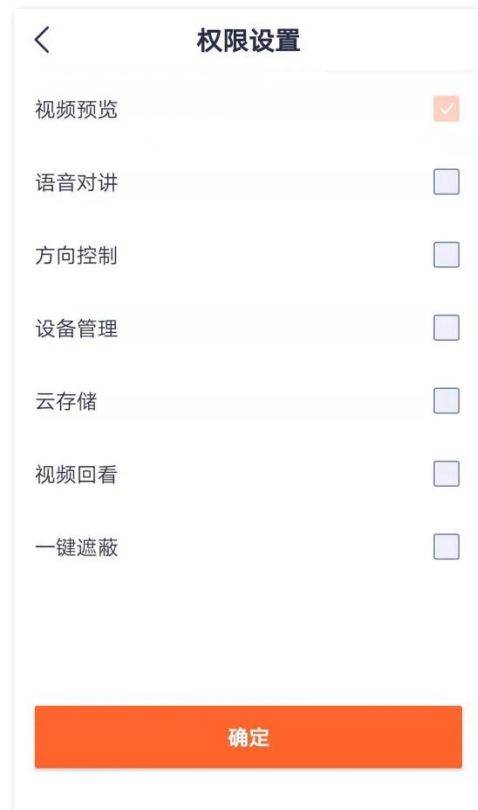 权限设置
视频预览
语音对讲
方向控制
设备管理
云存储
视频回看
一键遮蔽
确定